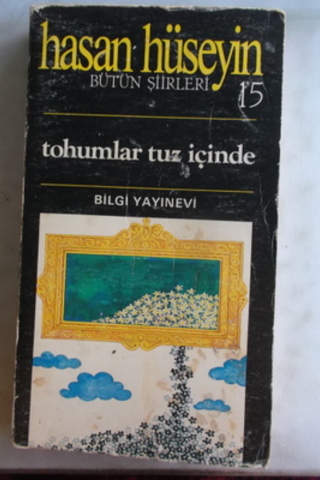 hasan hüseyin
BÜTÜN ŞİİRLERİ 15
tohumlar tuz içinde
BİLGİ YAYINEVİ